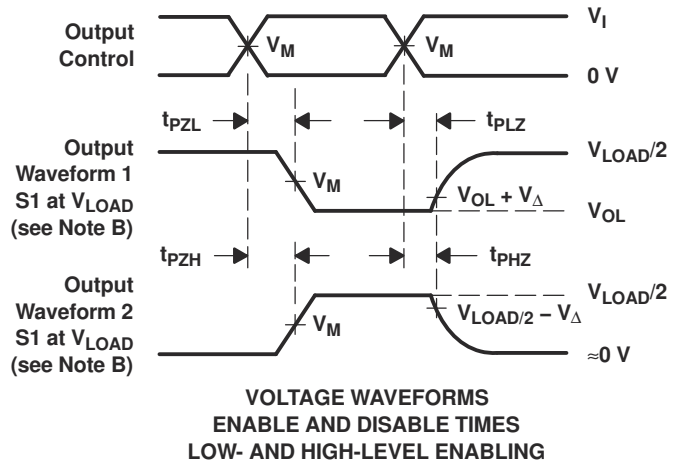 Output
Control
V_M
V_M
V_I
0 V
t_PZL
t_PLZ
Output
Waveform 1
S1 at V_LOAD
(see Note B)
V_M
V_OL + V_Δ
V_LOAD/2
V_OL
t_PZH
t_PHZ
Output
Waveform 2
S1 at V_LOAD
(see Note B)
V_M
V_LOAD/2 − V_Δ
V_LOAD/2
≈0 V
VOLTAGE WAVEFORMS
ENABLE AND DISABLE TIMES
LOW- AND HIGH-LEVEL ENABLING